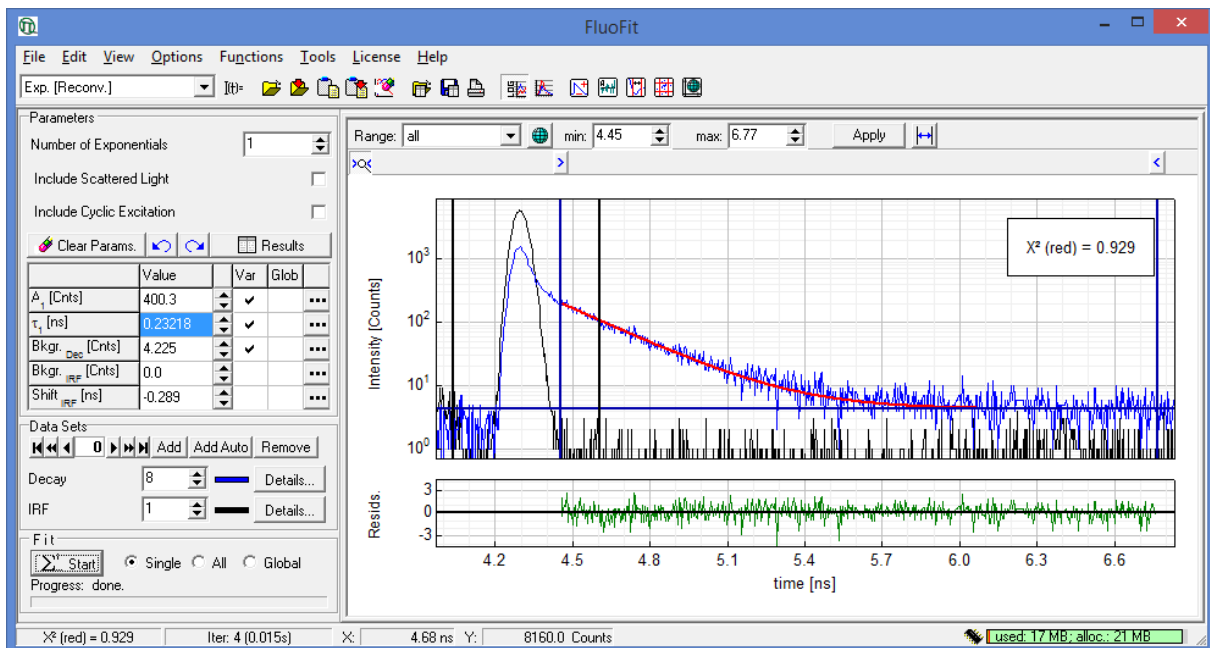 FluoFit
File Edit View Options Functions Tools License Help
Exp. [Reconv.] I(t)=
Parameters
Number of Exponentials 1
Include Scattered Light
Include Cyclic Excitation
Clear Params. Results
Value Var Glob
A1 [Cnts] 400.3 ...
τ1 [ns] 0.23218 ...
Bkgr. Dec [Cnts] 4.225 ...
Bkgr. IRF [Cnts] 0.0 ...
Shift IRF [ns] -0.289 ...
Data Sets
0 Add Add Auto Remove
Decay 8 Details...
IRF 1 Details...
Fit
Start Single All Global
Progress: done.
Range: all min: 4.45 max: 6.77 Apply
X² (red) = 0.929
Intensity [Counts]
10³
10²
10¹
10⁰
Resids.
3
0
-3
4.2 4.5 4.8 5.1 5.4 5.7 6.0 6.3 6.6
time [ns]
X² (red) = 0.929 Iter: 4 (0.015s) X: 4.68 ns Y: 8160.0 Counts used: 17 MB; alloc.: 21 MB